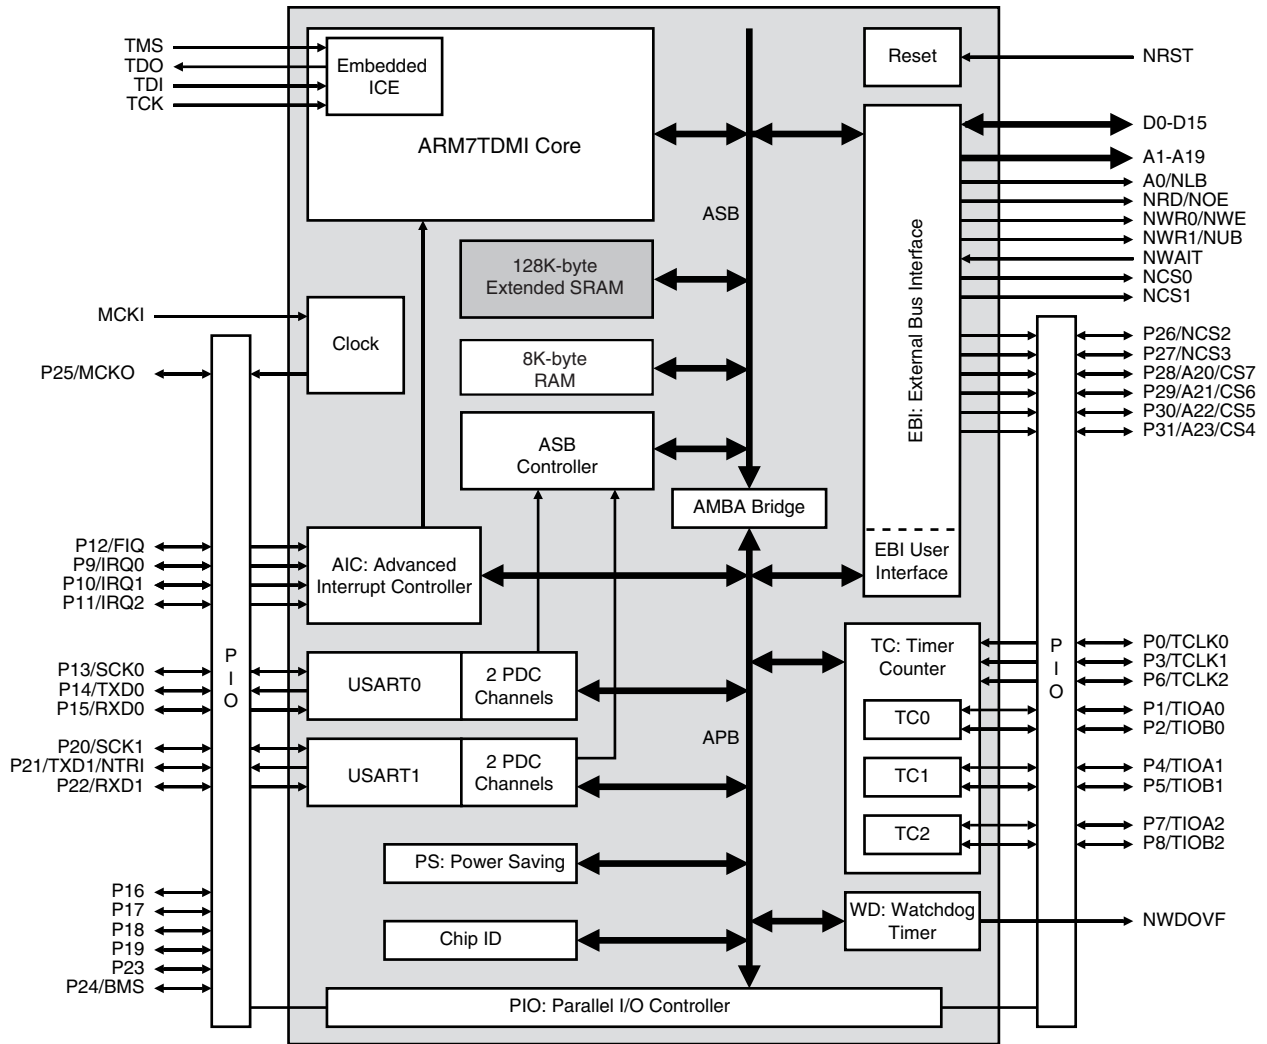 TMS
TDO
TDI
TCK
Embedded
ICE
ARM7TDMI Core
Reset
NRST
D0-D15
A1-A19
A0/NLB
NRD/NOE
NWR0/NWE
NWR1/NUB
NWAIT
NCS0
NCS1
ASB
EBI: External Bus Interface
128K-byte
Extended SRAM
MCKI
Clock
8K-byte
RAM
P25/MCKO
P26/NCS2
P27/NCS3
P28/A20/CS7
P29/A21/CS6
P30/A22/CS5
P31/A23/CS4
ASB
Controller
AMBA Bridge
EBI User
Interface
P12/FIQ
P9/IRQ0
P10/IRQ1
P11/IRQ2
AIC: Advanced
Interrupt Controller
P
I
O
P13/SCK0
P14/TXD0
P15/RXD0
USART0
2 PDC
Channels
P20/SCK1
P21/TXD1/NTRI
P22/RXD1
USART1
2 PDC
Channels
APB
TC: Timer
Counter
TC0
TC1
TC2
P
I
O
P0/TCLK0
P3/TCLK1
P6/TCLK2
P1/TIOA0
P2/TIOB0
P4/TIOA1
P5/TIOB1
P7/TIOA2
P8/TIOB2
PS: Power Saving
P16
P17
P18
P19
P23
P24/BMS
Chip ID
WD: Watchdog
Timer
NWDOVF
PIO: Parallel I/O Controller